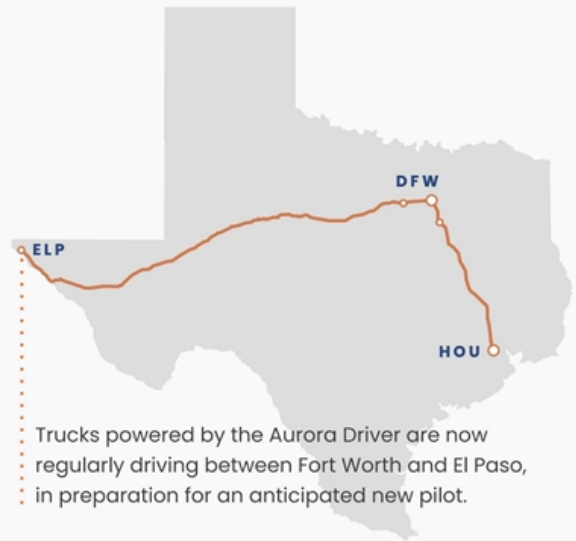 DFW
ELP
HOU
Trucks powered by the Aurora Driver are now
regularly driving between Fort Worth and El Paso,
in preparation for an anticipated new pilot.